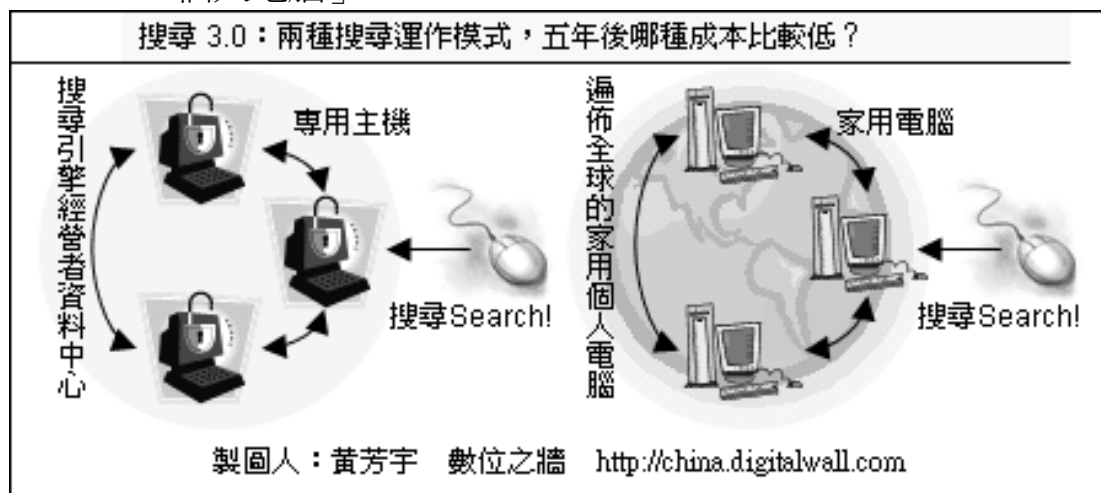 搜尋 3.0：兩種搜尋運作模式，五年後哪種成本比較低？
搜尋引擎經營者資料中心
專用主機
搜尋Search!
遍佈全球的家用個人電腦
家用電腦
搜尋Search!
製圖人：黃芳宇 數位之牆 http://china.digitalwall.com